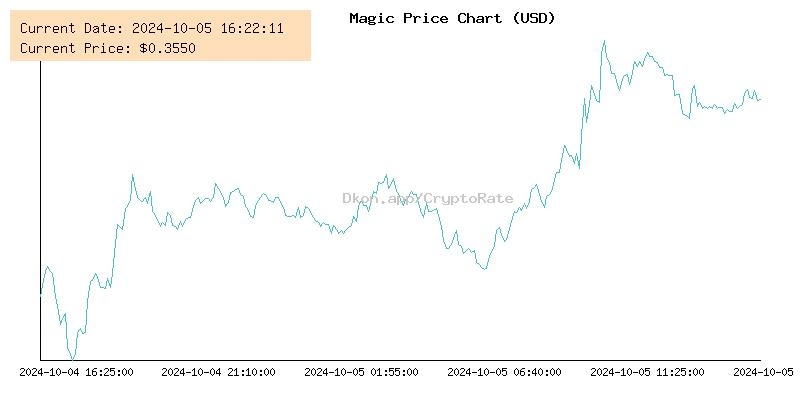 Magic Price Chart (USD)
Current Date: 2024-10-05 16:22:11
Current Price: $0.3550
Dkon.app/CryptoRate
2024-10-04 16:25:00 2024-10-04 21:10:00 2024-10-05 01:55:00 2024-10-05 06:40:00 2024-10-05 11:25:00 2024-10-05